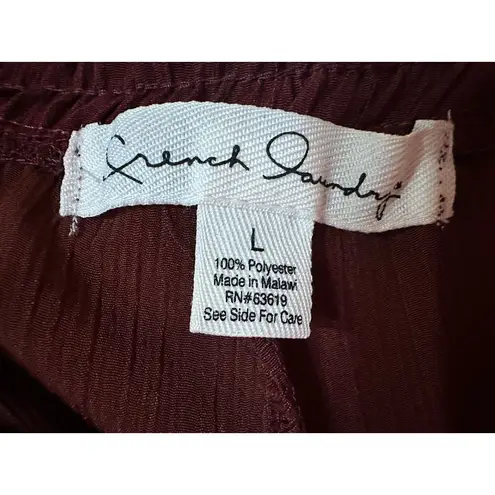 French Laundry
L
100% Polyester
Made in Malawi
RN#63619
See Side For Care